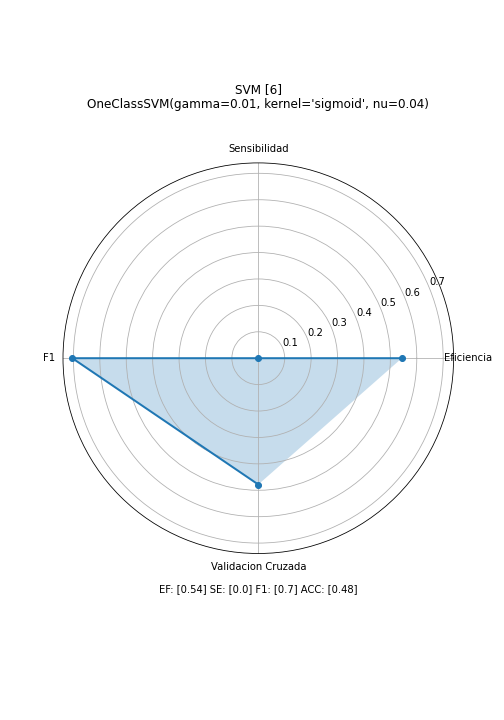 SVM [6]
OneClassSVM(gamma=0.01, kernel='sigmoid', nu=0.04)
Sensibilidad
0.7
0.6
0.5
0.4
0.3
0.2
0.1
F1
Eficiencia
Validacion Cruzada
EF: [0.54] SE: [0.0] F1: [0.7] ACC: [0.48]